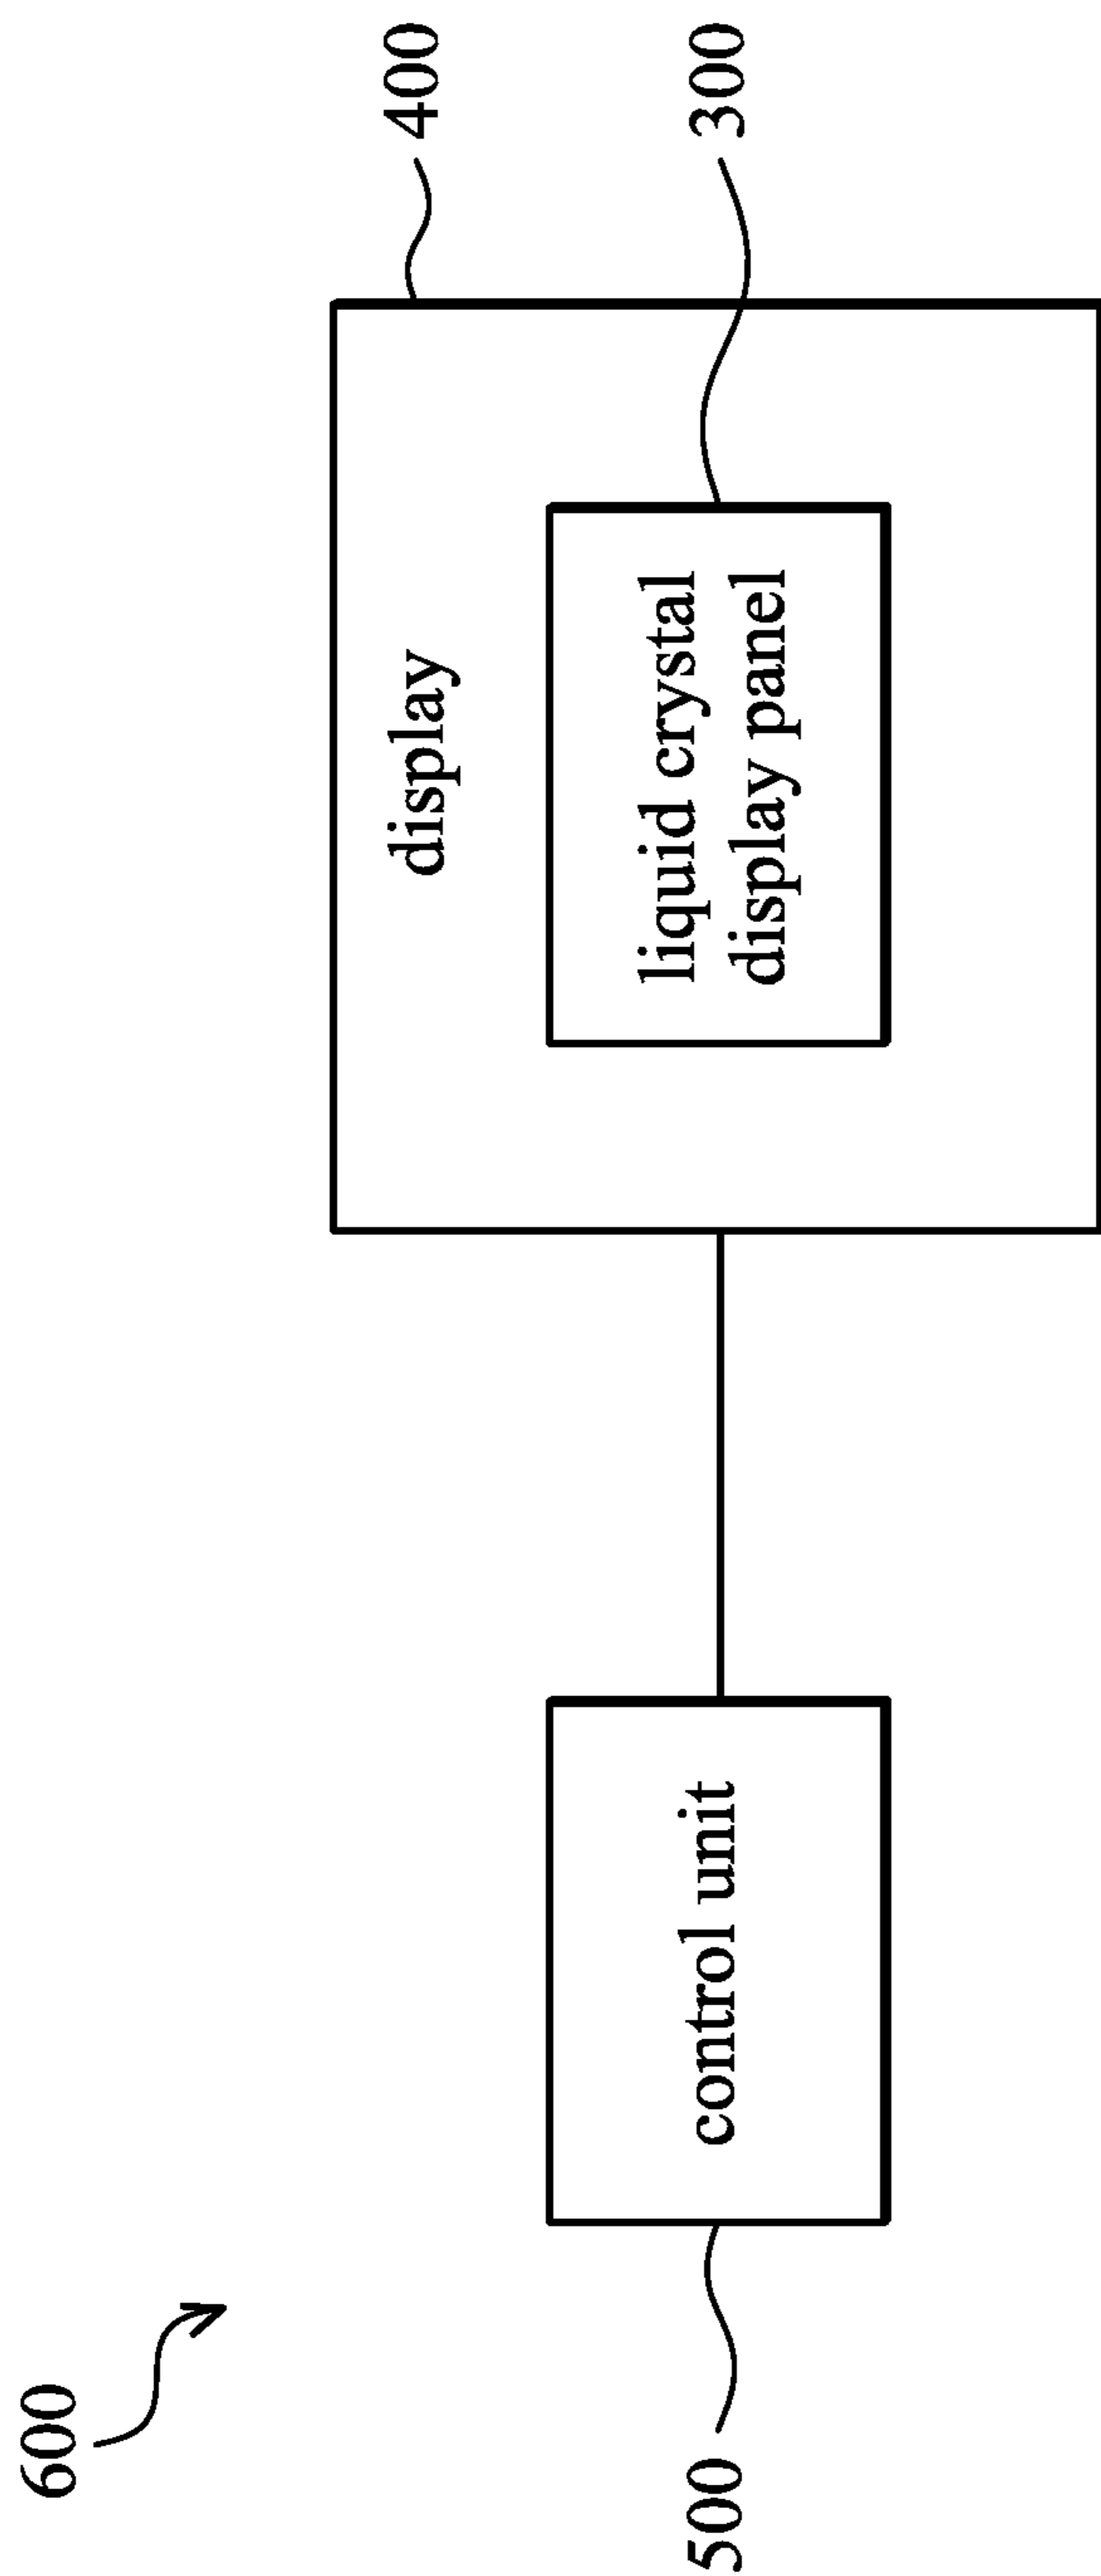 600
display
400
liquid crystal
display panel
300
control unit
500